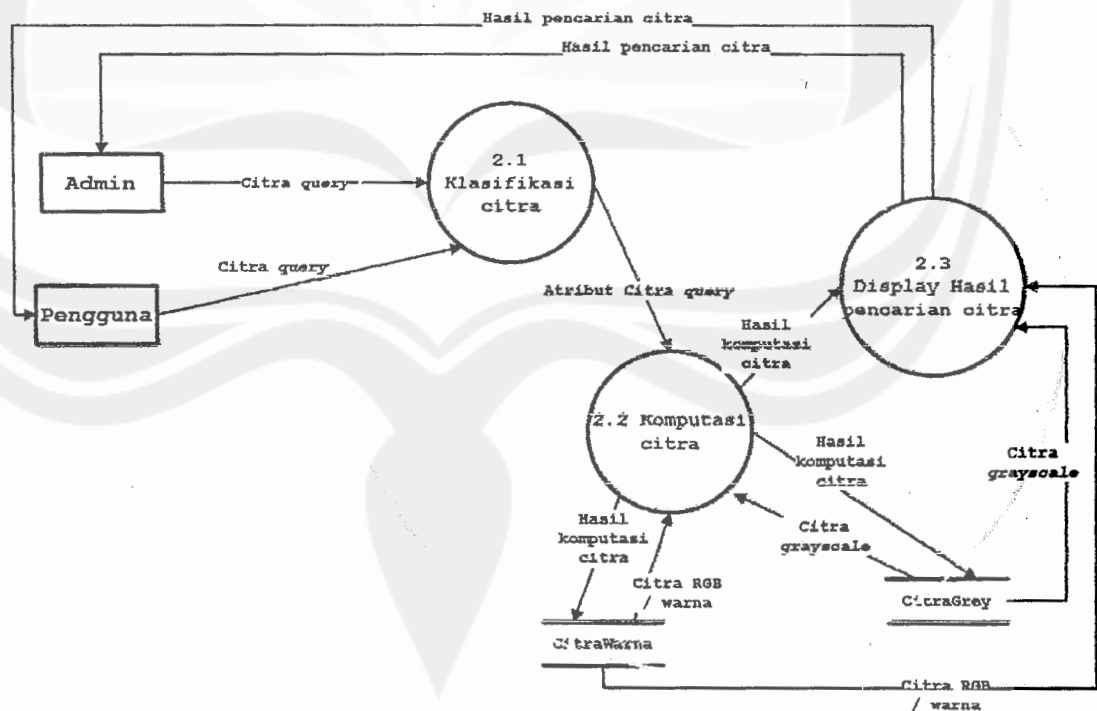 Hasil pencarian citra
Hasil pencarian citra
2.1
Klasifikasi
citra
Admin
Citra query
Citra query
Pengguna
2.3
Display Hasil
pencarian citra
Atribut Citra query
Hasil
komputasi
citra
2.2 Komputasi
citra
Hasil
komputasi
citra
Citra
grayscale
Hasil
komputasi
citra
Citra
grayscale
Citra RGB
/ warna
CitraGrey
CitraWarna
Citra RGB
/ warna